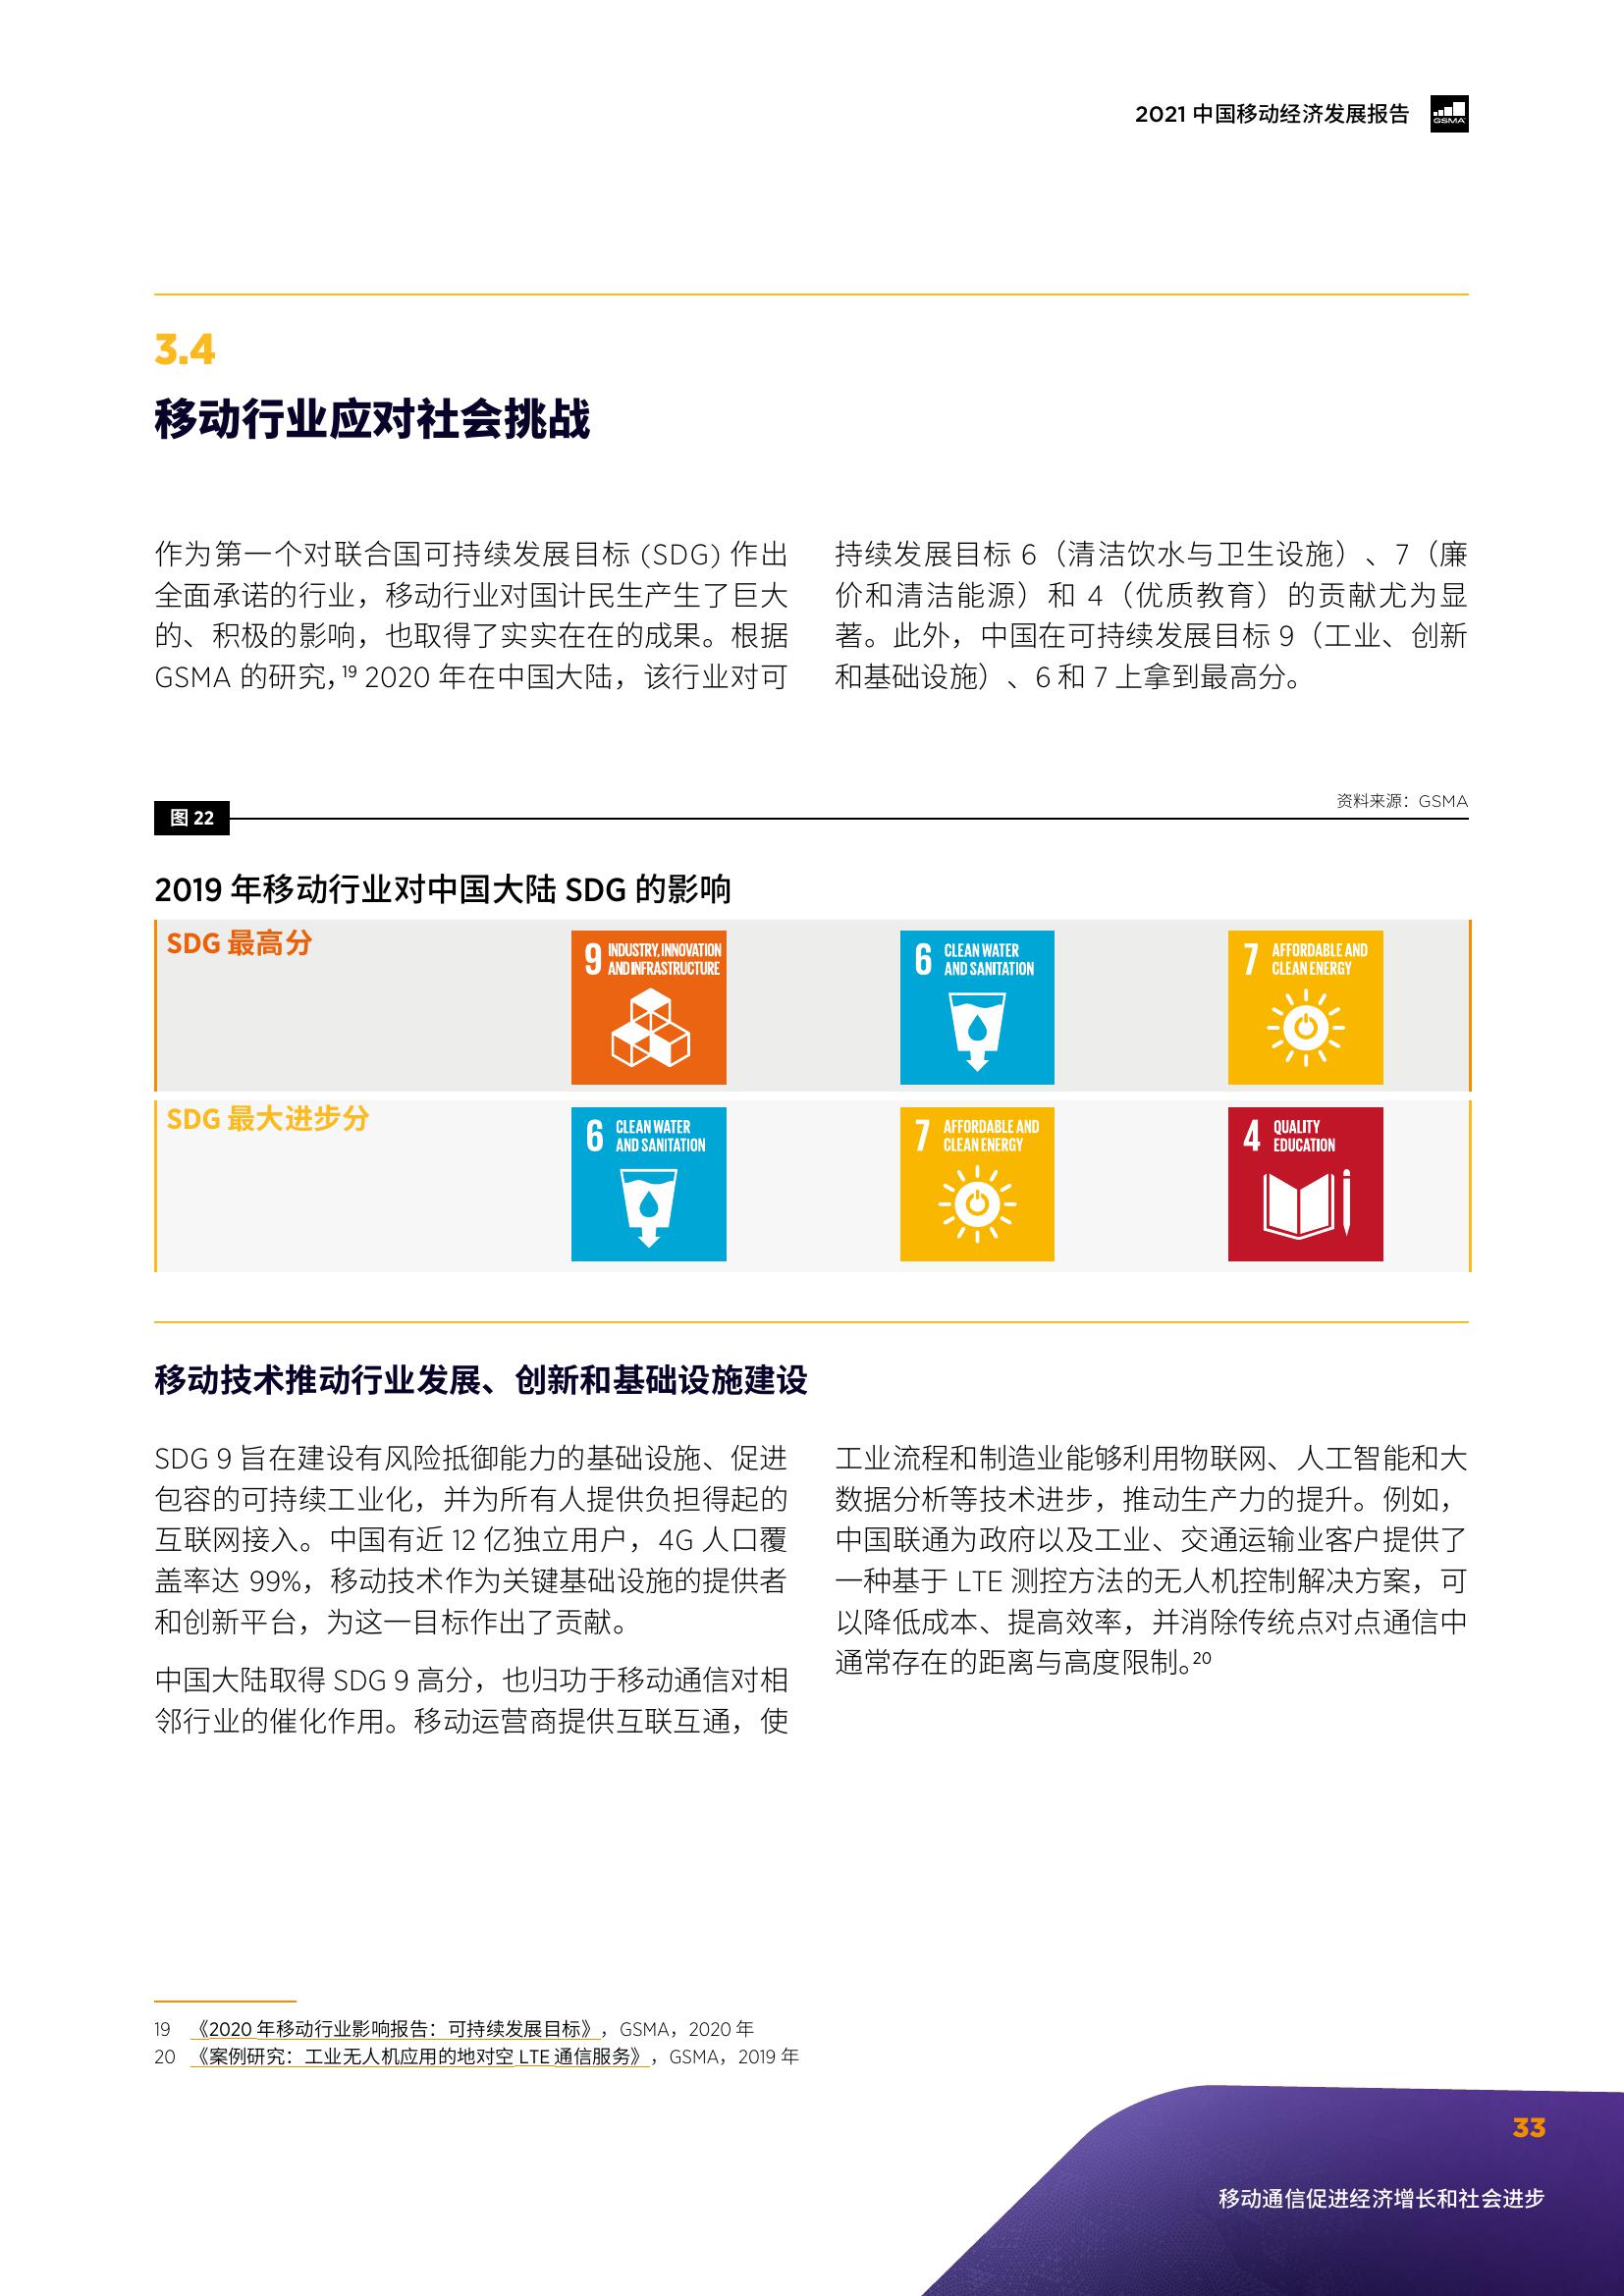 2021 中国移动经济发展报告
GSMA
3.4
移动行业应对社会挑战
作为第一个对联合国可持续发展目标 (SDG) 作出
全面承诺的行业，移动行业对国计民生产生了巨大
的、积极的影响，也取得了实实在在的成果。根据
GSMA 的研究，19 2020 年在中国大陆，该行业对可
持续发展目标 6（清洁饮水与卫生设施）、7（廉
价和清洁能源）和 4（优质教育）的贡献尤为显
著。此外，中国在可持续发展目标 9（工业、创新
和基础设施）、6 和 7 上拿到最高分。
图 22
资料来源：GSMA
2019 年移动行业对中国大陆 SDG 的影响
SDG 最高分
9 INDUSTRY, INNOVATION
AND INFRASTRUCTURE
6 CLEAN WATER
AND SANITATION
7 AFFORDABLE AND
CLEAN ENERGY
SDG 最大进步分
6 CLEAN WATER
AND SANITATION
7 AFFORDABLE AND
CLEAN ENERGY
4 QUALITY
EDUCATION
移动技术推动行业发展、创新和基础设施建设
SDG 9 旨在建设有风险抵御能力的基础设施、促进
包容的可持续工业化，并为所有人提供负担得起的
互联网接入。中国有近 12 亿独立用户，4G 人口覆
盖率达 99%，移动技术作为关键基础设施的提供者
和创新平台，为这一目标作出了贡献。
中国大陆取得 SDG 9 高分，也归功于移动通信对相
邻行业的催化作用。移动运营商提供互联互通，使
工业流程和制造业能够利用物联网、人工智能和大
数据分析等技术进步，推动生产力的提升。例如，
中国联通为政府以及工业、交通运输业客户提供了
一种基于 LTE 测控方法的无人机控制解决方案，可
以降低成本、提高效率，并消除传统点对点通信中
通常存在的距离与高度限制。20
19 《2020 年移动行业影响报告：可持续发展目标》，GSMA，2020 年
20 《案例研究：工业无人机应用的地对空 LTE 通信服务》，GSMA，2019 年
33
移动通信促进经济增长和社会进步